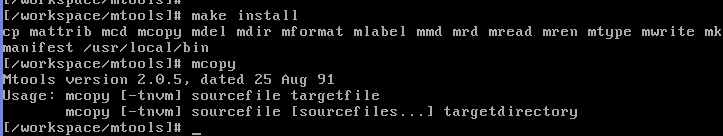 [/workspace/mtools]#
[/workspace/mtools]# make install
cp mattrib mcd mcopy mdel mdir mformat mlabel mmd mrd mread mren mtype mwrite mk
manifest /usr/local/bin
[/workspace/mtools]# mcopy
Mtools version 2.0.5, dated 25 Aug 91
Usage: mcopy [-tnvm] sourcefile targetfile
       mcopy [-tnvm] sourcefile [sourcefiles...] targetdirectory
[/workspace/mtools]# _